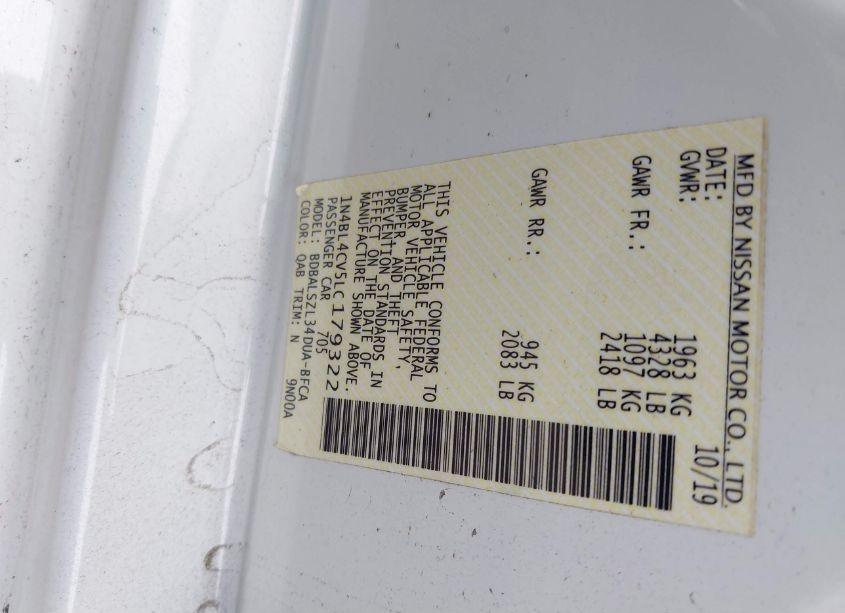 MFD BY NISSAN MOTOR CO., LTD.
DATE: 10/19
GVWR: 1963 KG
4328 LB
GAWR FR.: 1097 KG
2418 LB
GAWR RR.: 945 KG
2083 LB
THIS VEHICLE CONFORMS TO
ALL APPLICABLE FEDERAL
MOTOR VEHICLE SAFETY,
BUMPER, AND THEFT
PREVENTION STANDARDS IN
EFFECT ON THE DATE OF
MANUFACTURE SHOWN ABOVE.
1N4BL4CV5LC179322
PASSENGER CAR 705
MODEL: BDBALSZL34DUA-BFCA
COLOR: QAB TRIM: N 9N00A